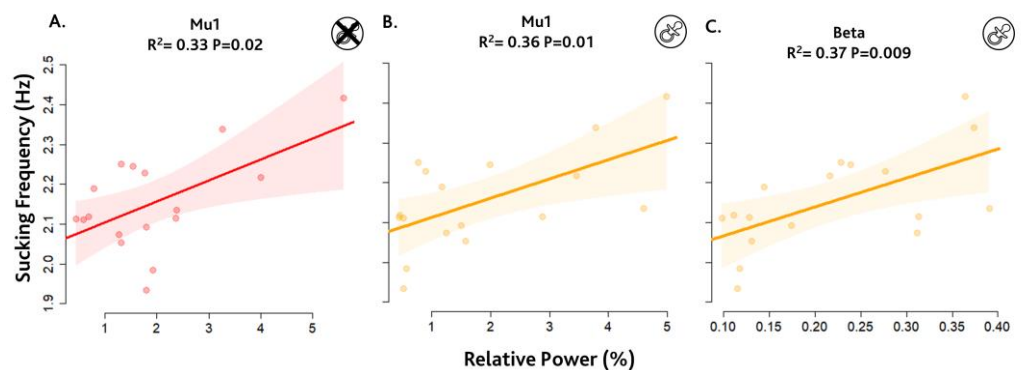 A.
Mu1
R²= 0.33 P=0.02
B.
Mu1
R²= 0.36 P=0.01
C.
Beta
R²= 0.37 P=0.009
Sucking Frequency (Hz)
2.5
2.4
2.3
2.2
2.1
2.0
1.9
1 2 3 4 5
1 2 3 4 5
0.10 0.15 0.20 0.25 0.30 0.35 0.40
Relative Power (%)